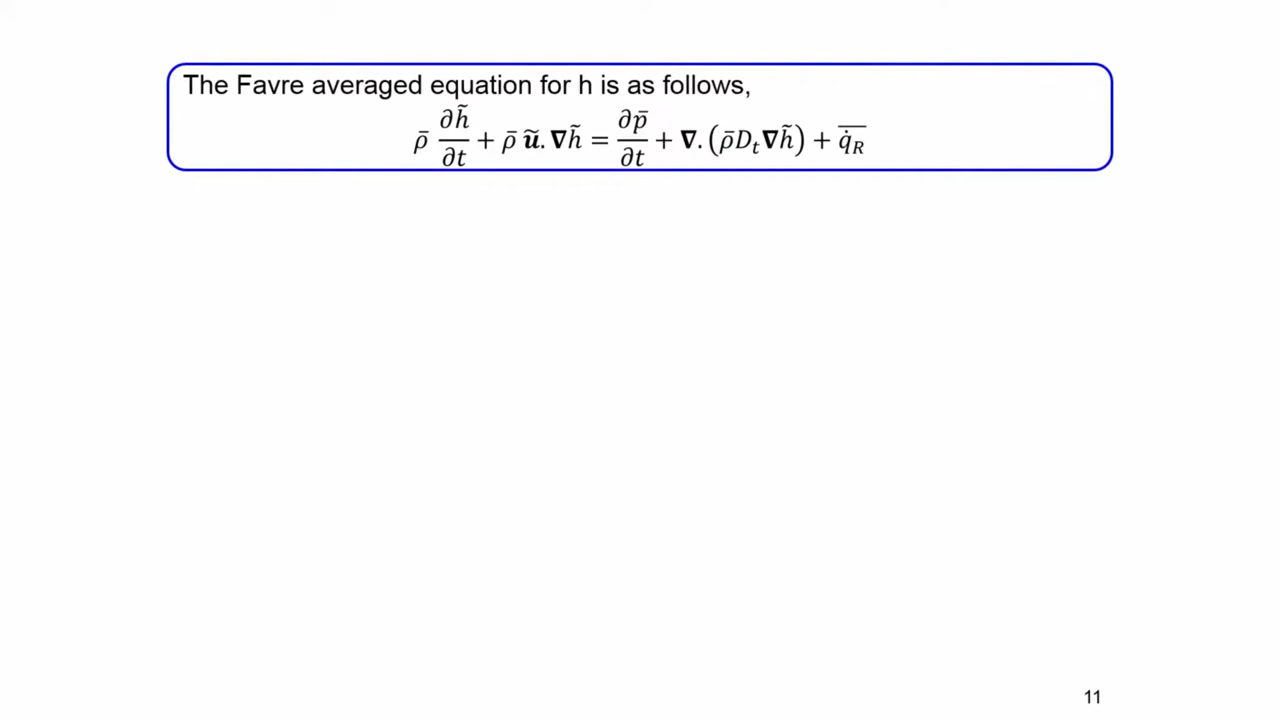 The Favre averaged equation for h is as follows,
ρ̄ ∂h̃/∂t + ρ̄ ũ. ∇h̃ = ∂p̄/∂t + ∇. (ρ̄D_t∇h̃) + \overline{q̇_R}
11